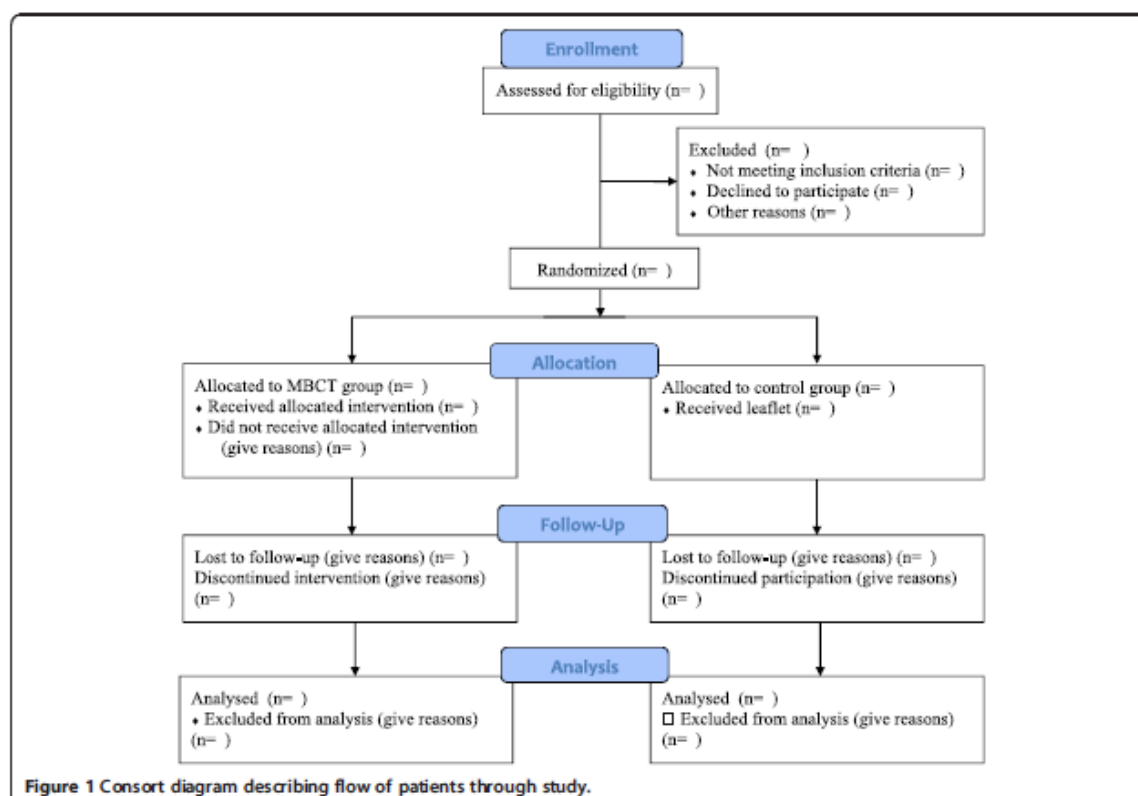 Enrollment
Assessed for eligibility (n=  )
Excluded  (n=  )
♦ Not meeting inclusion criteria (n=  )
♦ Declined to participate (n=  )
♦ Other reasons (n=  )
Randomized (n=  )
Allocation
Allocated to MBCT group (n=  )
♦ Received allocated intervention (n=  )
♦ Did not receive allocated intervention
(give reasons) (n=  )
Allocated to control group (n=  )
♦ Received leaflet (n=  )
Follow-Up
Lost to follow-up (give reasons) (n=  )
Discontinued intervention (give reasons)
(n=  )
Lost to follow-up (give reasons) (n=  )
Discontinued participation (give reasons)
(n=  )
Analysis
Analysed  (n=  )
♦ Excluded from analysis (give reasons)
(n=  )
Analysed  (n=  )
□ Excluded from analysis (give reasons)
(n=  )
Figure 1 Consort diagram describing flow of patients through study.